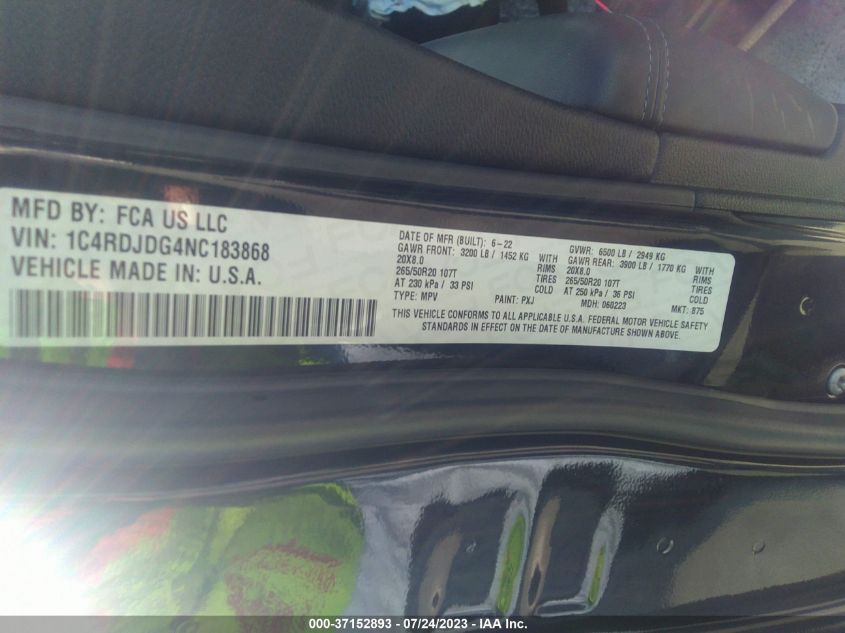 MFD BY: FCA US LLC
VIN: 1C4RDJDG4NC183868
VEHICLE MADE IN U.S.A.
DATE OF MFR (BUILT): 6-22
GAWR FRONT: 3200 LB / 1452 KG WITH
20X8.0 RIMS
265/50R20 107T TIRES
AT 230 kPa / 33 PSI COLD
TYPE: MPV PAINT: PXJ
GVWR: 6500 LB / 2949 KG
GAWR REAR: 3900 LB / 1770 KG WITH
20X8.0 RIMS
265/50R20 107T TIRES
AT 250 kPa / 36 PSI COLD
MDH: 060223 MKT: 875
THIS VEHICLE CONFORMS TO ALL APPLICABLE U.S.A. FEDERAL MOTOR VEHICLE SAFETY
STANDARDS IN EFFECT ON THE DATE OF MANUFACTURE SHOWN ABOVE.
000-37152893 - 07/24/2023 - IAA Inc.